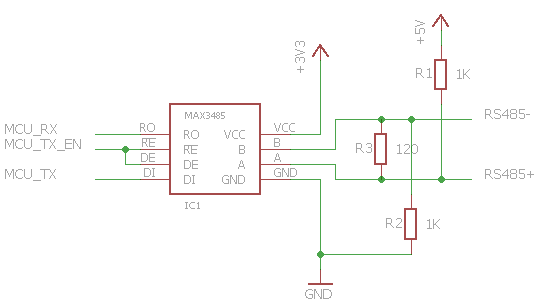 +5V
+3V3
R1
1K
MAX3485
MCU_RX
RO
RO
VCC
VCC
RS485-
MCU_TX_EN
RE
RE
B
B
R3
120
DE
DE
A
A
MCU_TX
DI
DI
GND
GND
RS485+
IC1
R2
1K
GND